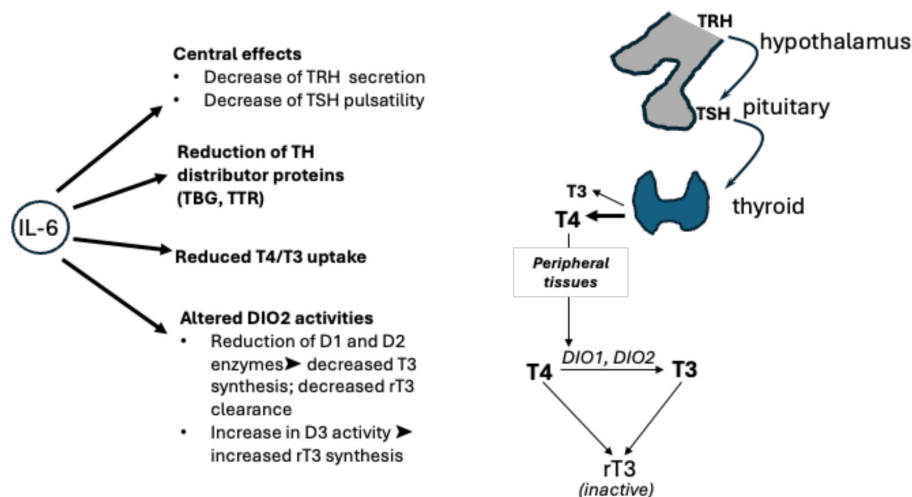 Central effects
• Decrease of TRH secretion
• Decrease of TSH pulsatility
Reduction of TH
distributor proteins
(TBG, TTR)
IL-6
Reduced T4/T3 uptake
Altered DIO2 activities
• Reduction of D1 and D2
enzymes➤ decreased T3
synthesis; decreased rT3
clearance
• Increase in D3 activity ➤
increased rT3 synthesis
TRH
hypothalamus
TSH pituitary
T3
thyroid
T4
Peripheral
tissues
DIO1, DIO2
T4 T3
rT3
(inactive)